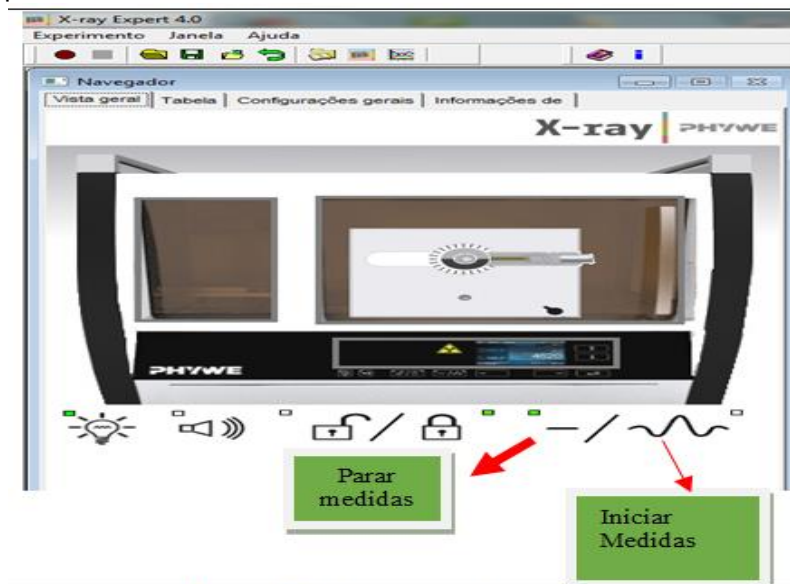 X-ray Expert 4.0
Experimento Janela Ajuda
Navegador
Vista geral Tabela Configurações gerais Informações de
X-ray PHYWE
4620
PHYWE
Parar
medidas
Iniciar
Medidas